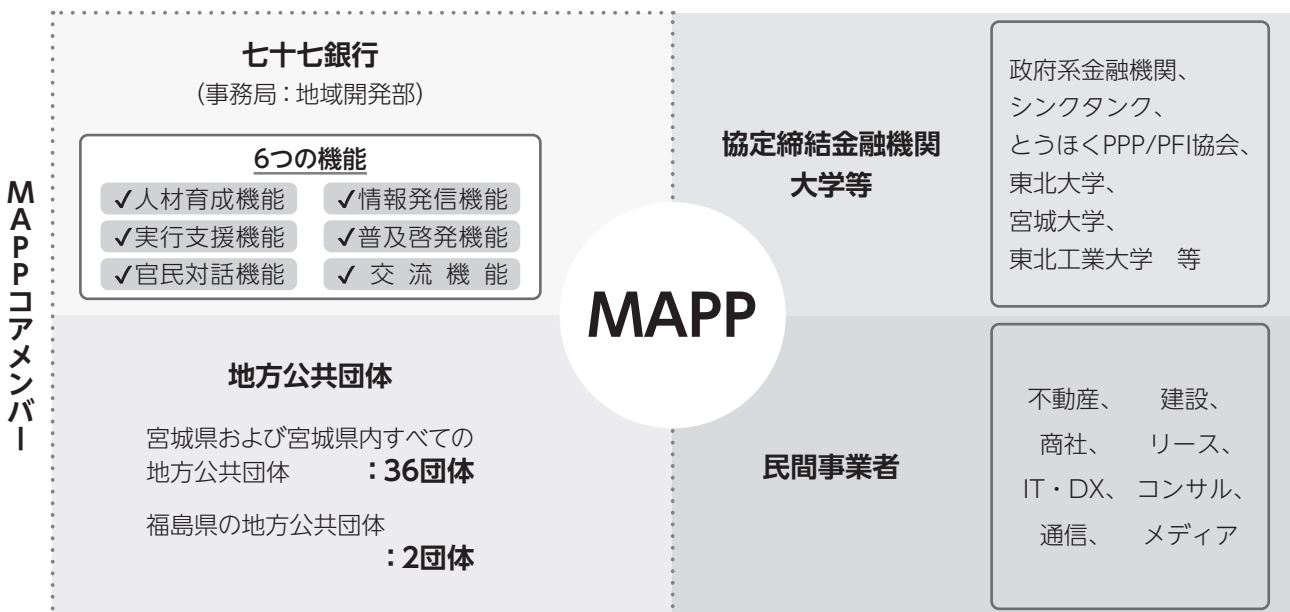 MAPPコアメンバー
七十七銀行
(事務局:地域開発部)
6つの機能
✓人材育成機能 ✓情報発信機能
✓実行支援機能 ✓普及啓発機能
✓官民対話機能 ✓交流機能
協定締結金融機関
大学等
政府系金融機関、
シンクタンク、
とうほくPPP/PFI協会、
東北大学、
宮城大学、
東北工業大学 等
MAPP
地方公共団体
宮城県および宮城県内すべての
地方公共団体 :36団体
福島県の地方公共団体
:2団体
民間事業者
不動産、 建設、
商社、 リース、
IT・DX、 コンサル、
通信、 メディア